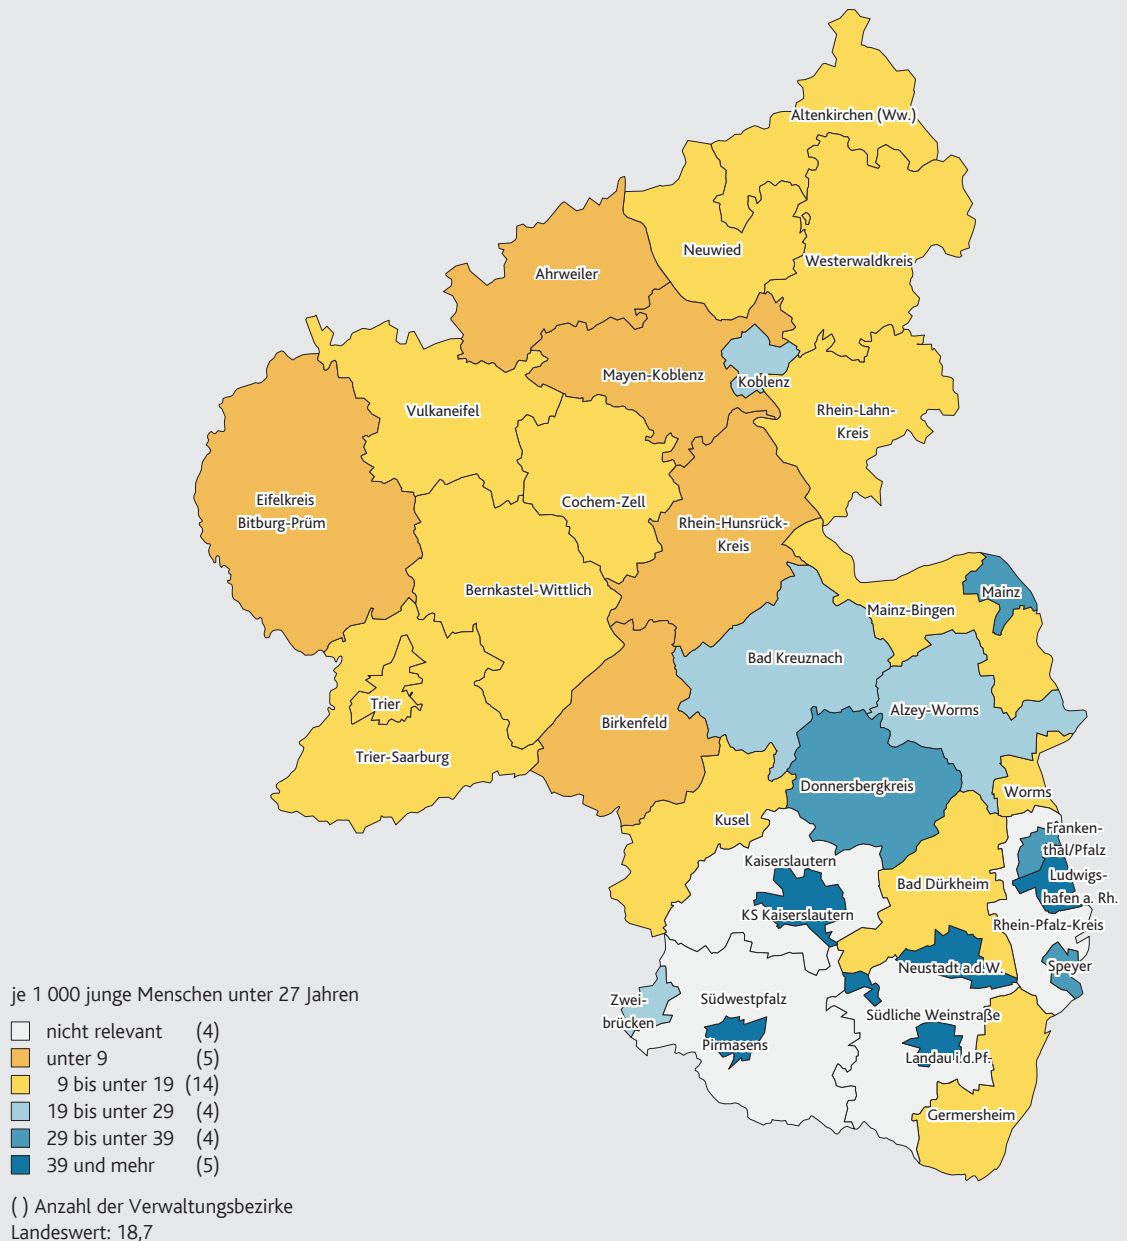 Altenkirchen (Ww.)
Neuwied
Westerwaldkreis
Ahrweiler
Mayen-Koblenz
Koblenz
Vulkaneifel
Rhein-Lahn-
Kreis
Eifelkreis
Bitburg-Prüm
Cochem-Zell
Rhein-Hunsrück-
Kreis
Bernkastel-Wittlich
Mainz
Mainz-Bingen
Bad Kreuznach
Trier
Alzey-Worms
Birkenfeld
Trier-Saarburg
Donnersbergkreis
Worms
Kusel
Franken-
thal/Pfalz
Kaiserslautern
Ludwigs-
hafen a. Rh.
Bad Dürkheim
KS Kaiserslautern
Rhein-Pfalz-Kreis
Neustadt a.d.W.
Speyer
Zwei-
brücken
Südwestpfalz
Südliche Weinstraße
Pirmasens
Landau i.d.Pf.
Germersheim
je 1 000 junge Menschen unter 27 Jahren
nicht relevant (4)
unter 9 (5)
9 bis unter 19 (14)
19 bis unter 29 (4)
29 bis unter 39 (4)
39 und mehr (5)
( ) Anzahl der Verwaltungsbezirke
Landeswert: 18,7